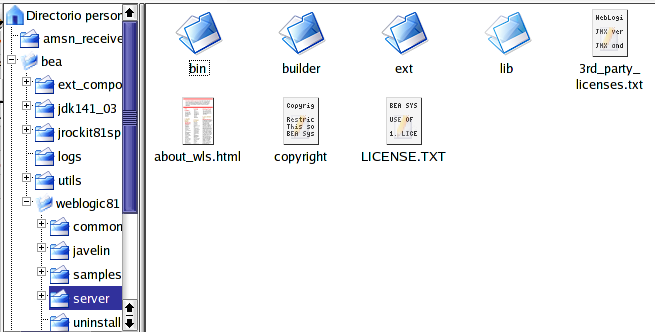 Directorio person
amsn_receive
bea
ext_compo
jdk141_03
jrockit81sp
logs
utils
weblogic81
common
javelin
samples
server
uninstall
bin
builder
ext
lib
WebLogi
JMX ver
JMX and
3rd_party_
licenses.txt
about_wls.html
Copyrig
Restric
This so
BEA Sys
copyright
BEA SYS
USE OF
1. LICE
LICENSE.TXT